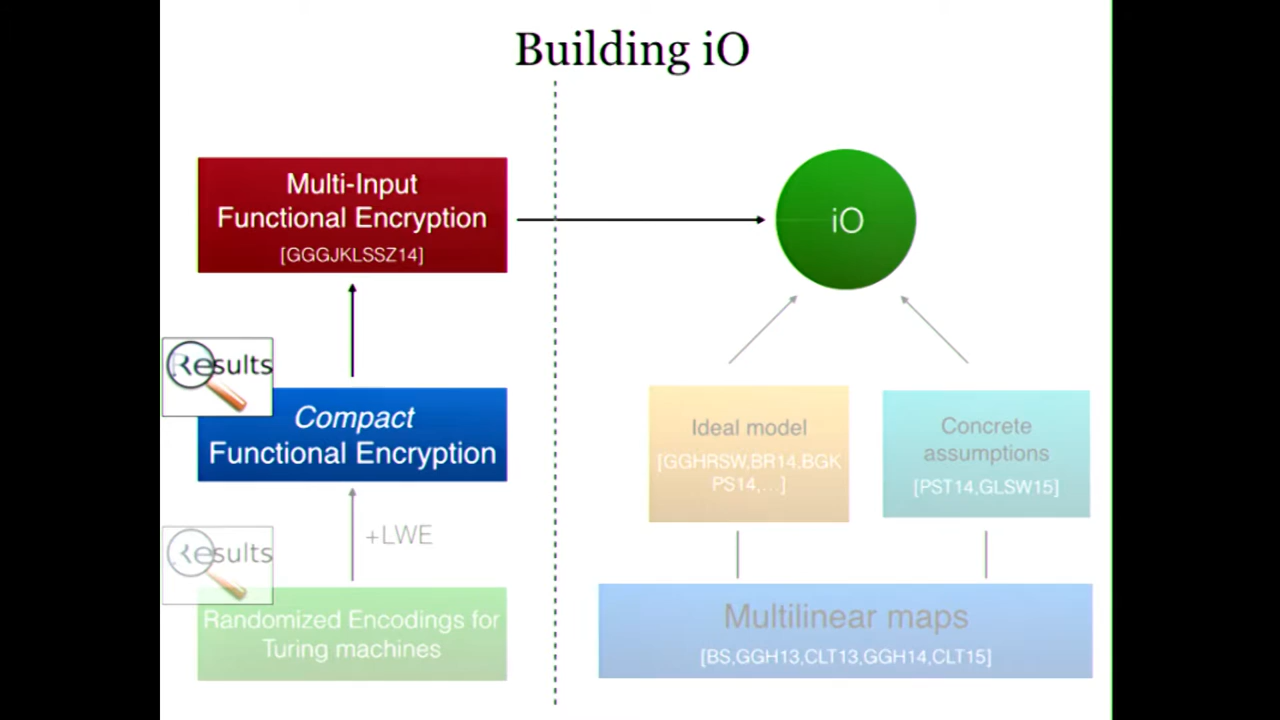 Building iO
Multi-Input
Functional Encryption
[GGGJKLSSZ14]
iO
Results
Compact
Functional Encryption
Ideal model
[GGHRSW,BR14.BGK
PS14,...]
Concrete
assumptions
[PST14,GLSW15]
+LWE
Results
Randomized Encodings for
Turing machines
Multilinear maps
[BS,GGH13,CLT13,GGH14,CLT15]